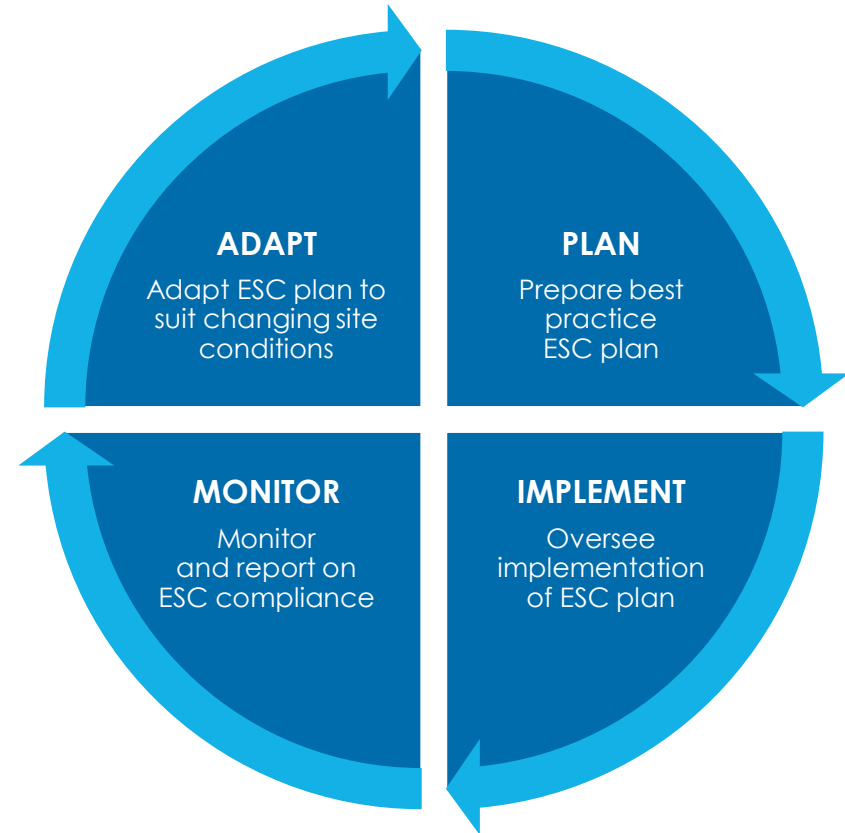 ADAPT
Adapt ESC plan to
suit changing site
conditions
PLAN
Prepare best
practice
ESC plan
MONITOR
Monitor
and report on
ESC compliance
IMPLEMENT
Oversee
implementation
of ESC plan